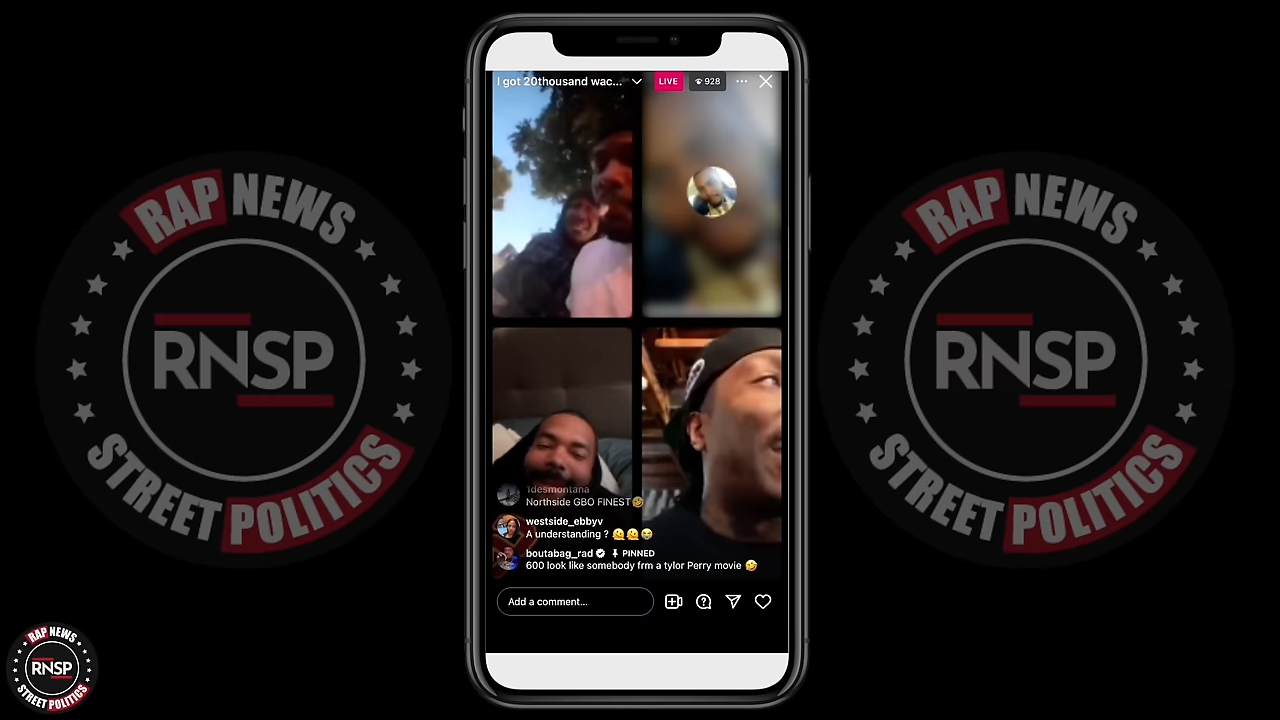 I got 20thousand wac...
LIVE
928
1desmontana
Northside GBO FINEST🤣
westside_ebbyv
A understanding ? 🫠🫠😭
boutabag_rad PINNED
600 look like somebody frm a tylor Perry movie 🤣
Add a comment...
RAP NEWS
RNSP
STREET POLITICS
RAP NEWS
RNSP
STREET POLITICS
RAP NEWS
RNSP
STREET POLITICS